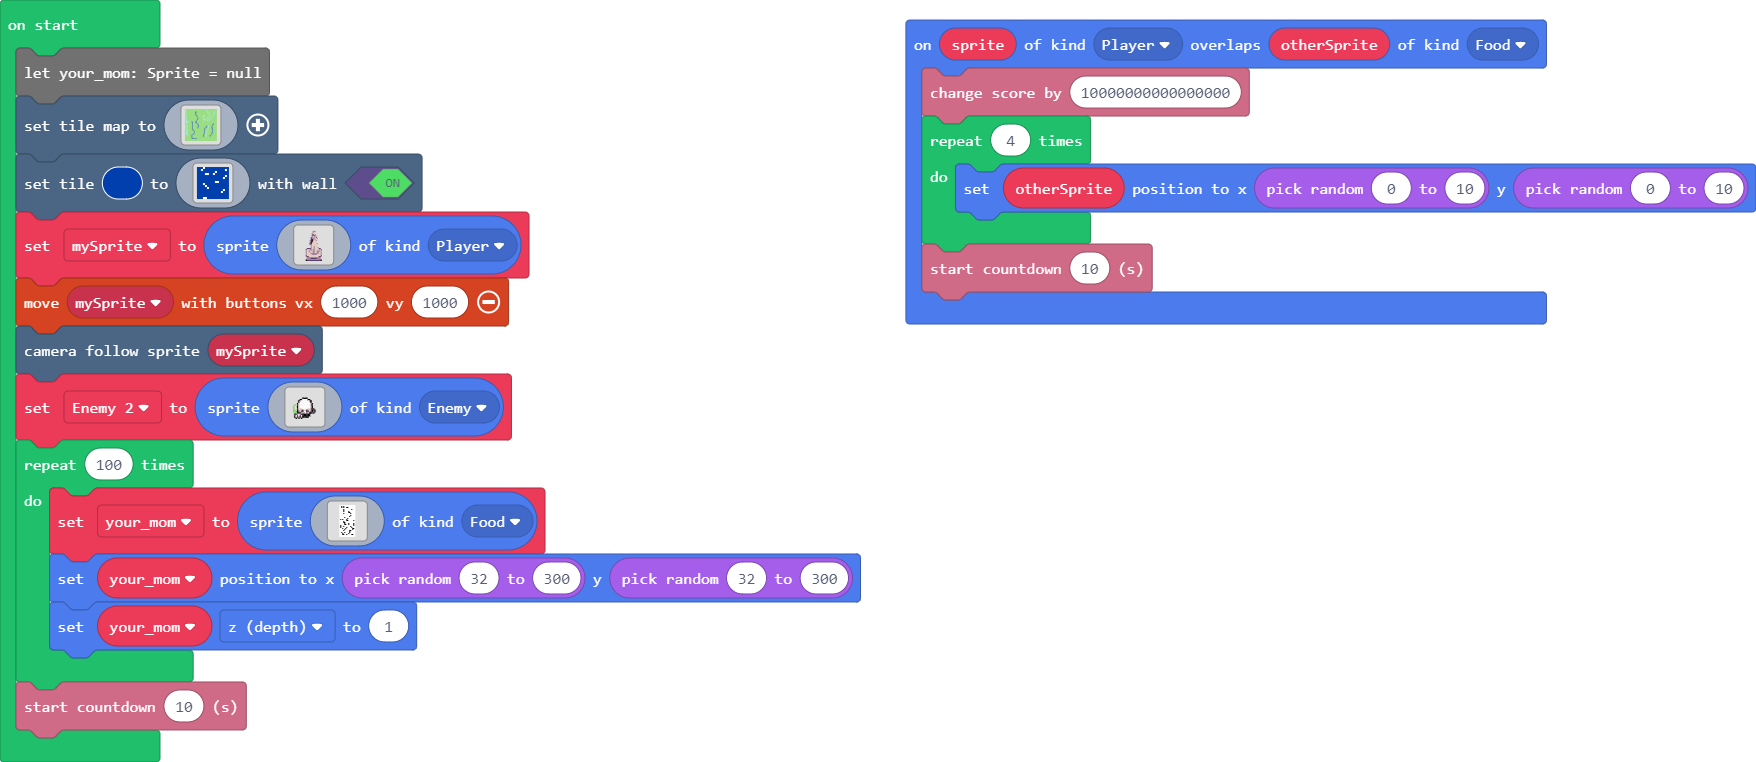 on start
let your_mom: Sprite = null
set tile map to
set tile to with wall ON
set mySprite to sprite of kind Player
move mySprite with buttons vx 1000 vy 1000
camera follow sprite mySprite
set Enemy 2 to sprite of kind Enemy
repeat 100 times
do
set your_mom to sprite of kind Food
set your_mom position to x pick random 32 to 300 y pick random 32 to 300
set your_mom z (depth) to 1
start countdown 10 (s)
on sprite of kind Player overlaps otherSprite of kind Food
change score by 10000000000000000
repeat 4 times
do
set otherSprite position to x pick random 0 to 10 y pick random 0 to 10
start countdown 10 (s)